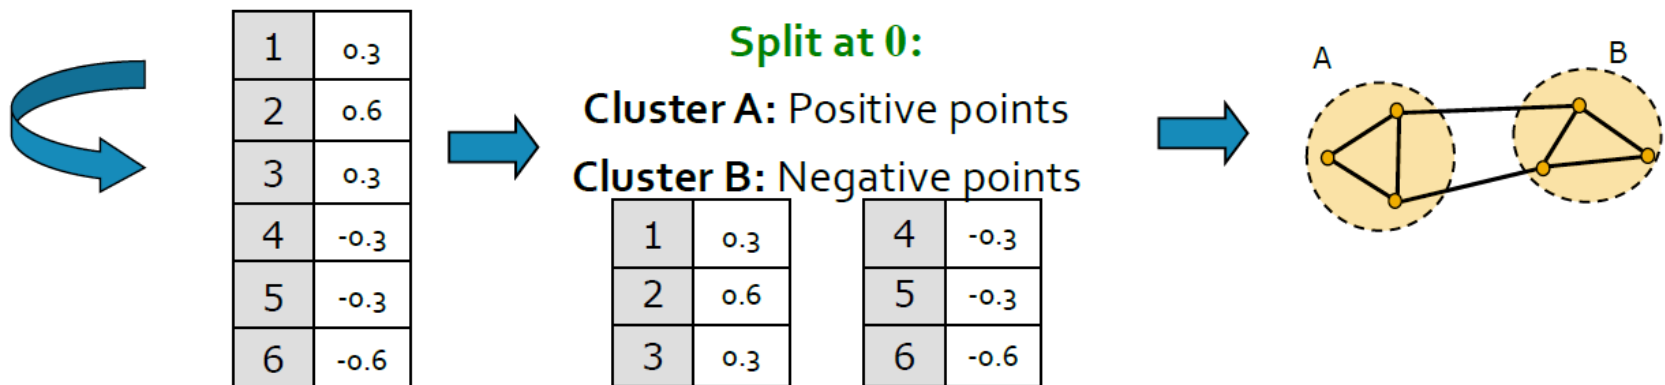 1 0.3
2 0.6
3 0.3
4 -0.3
5 -0.3
6 -0.6
Split at 0:
Cluster A: Positive points
Cluster B: Negative points
1 0.3
2 0.6
3 0.3
4 -0.3
5 -0.3
6 -0.6
A
B